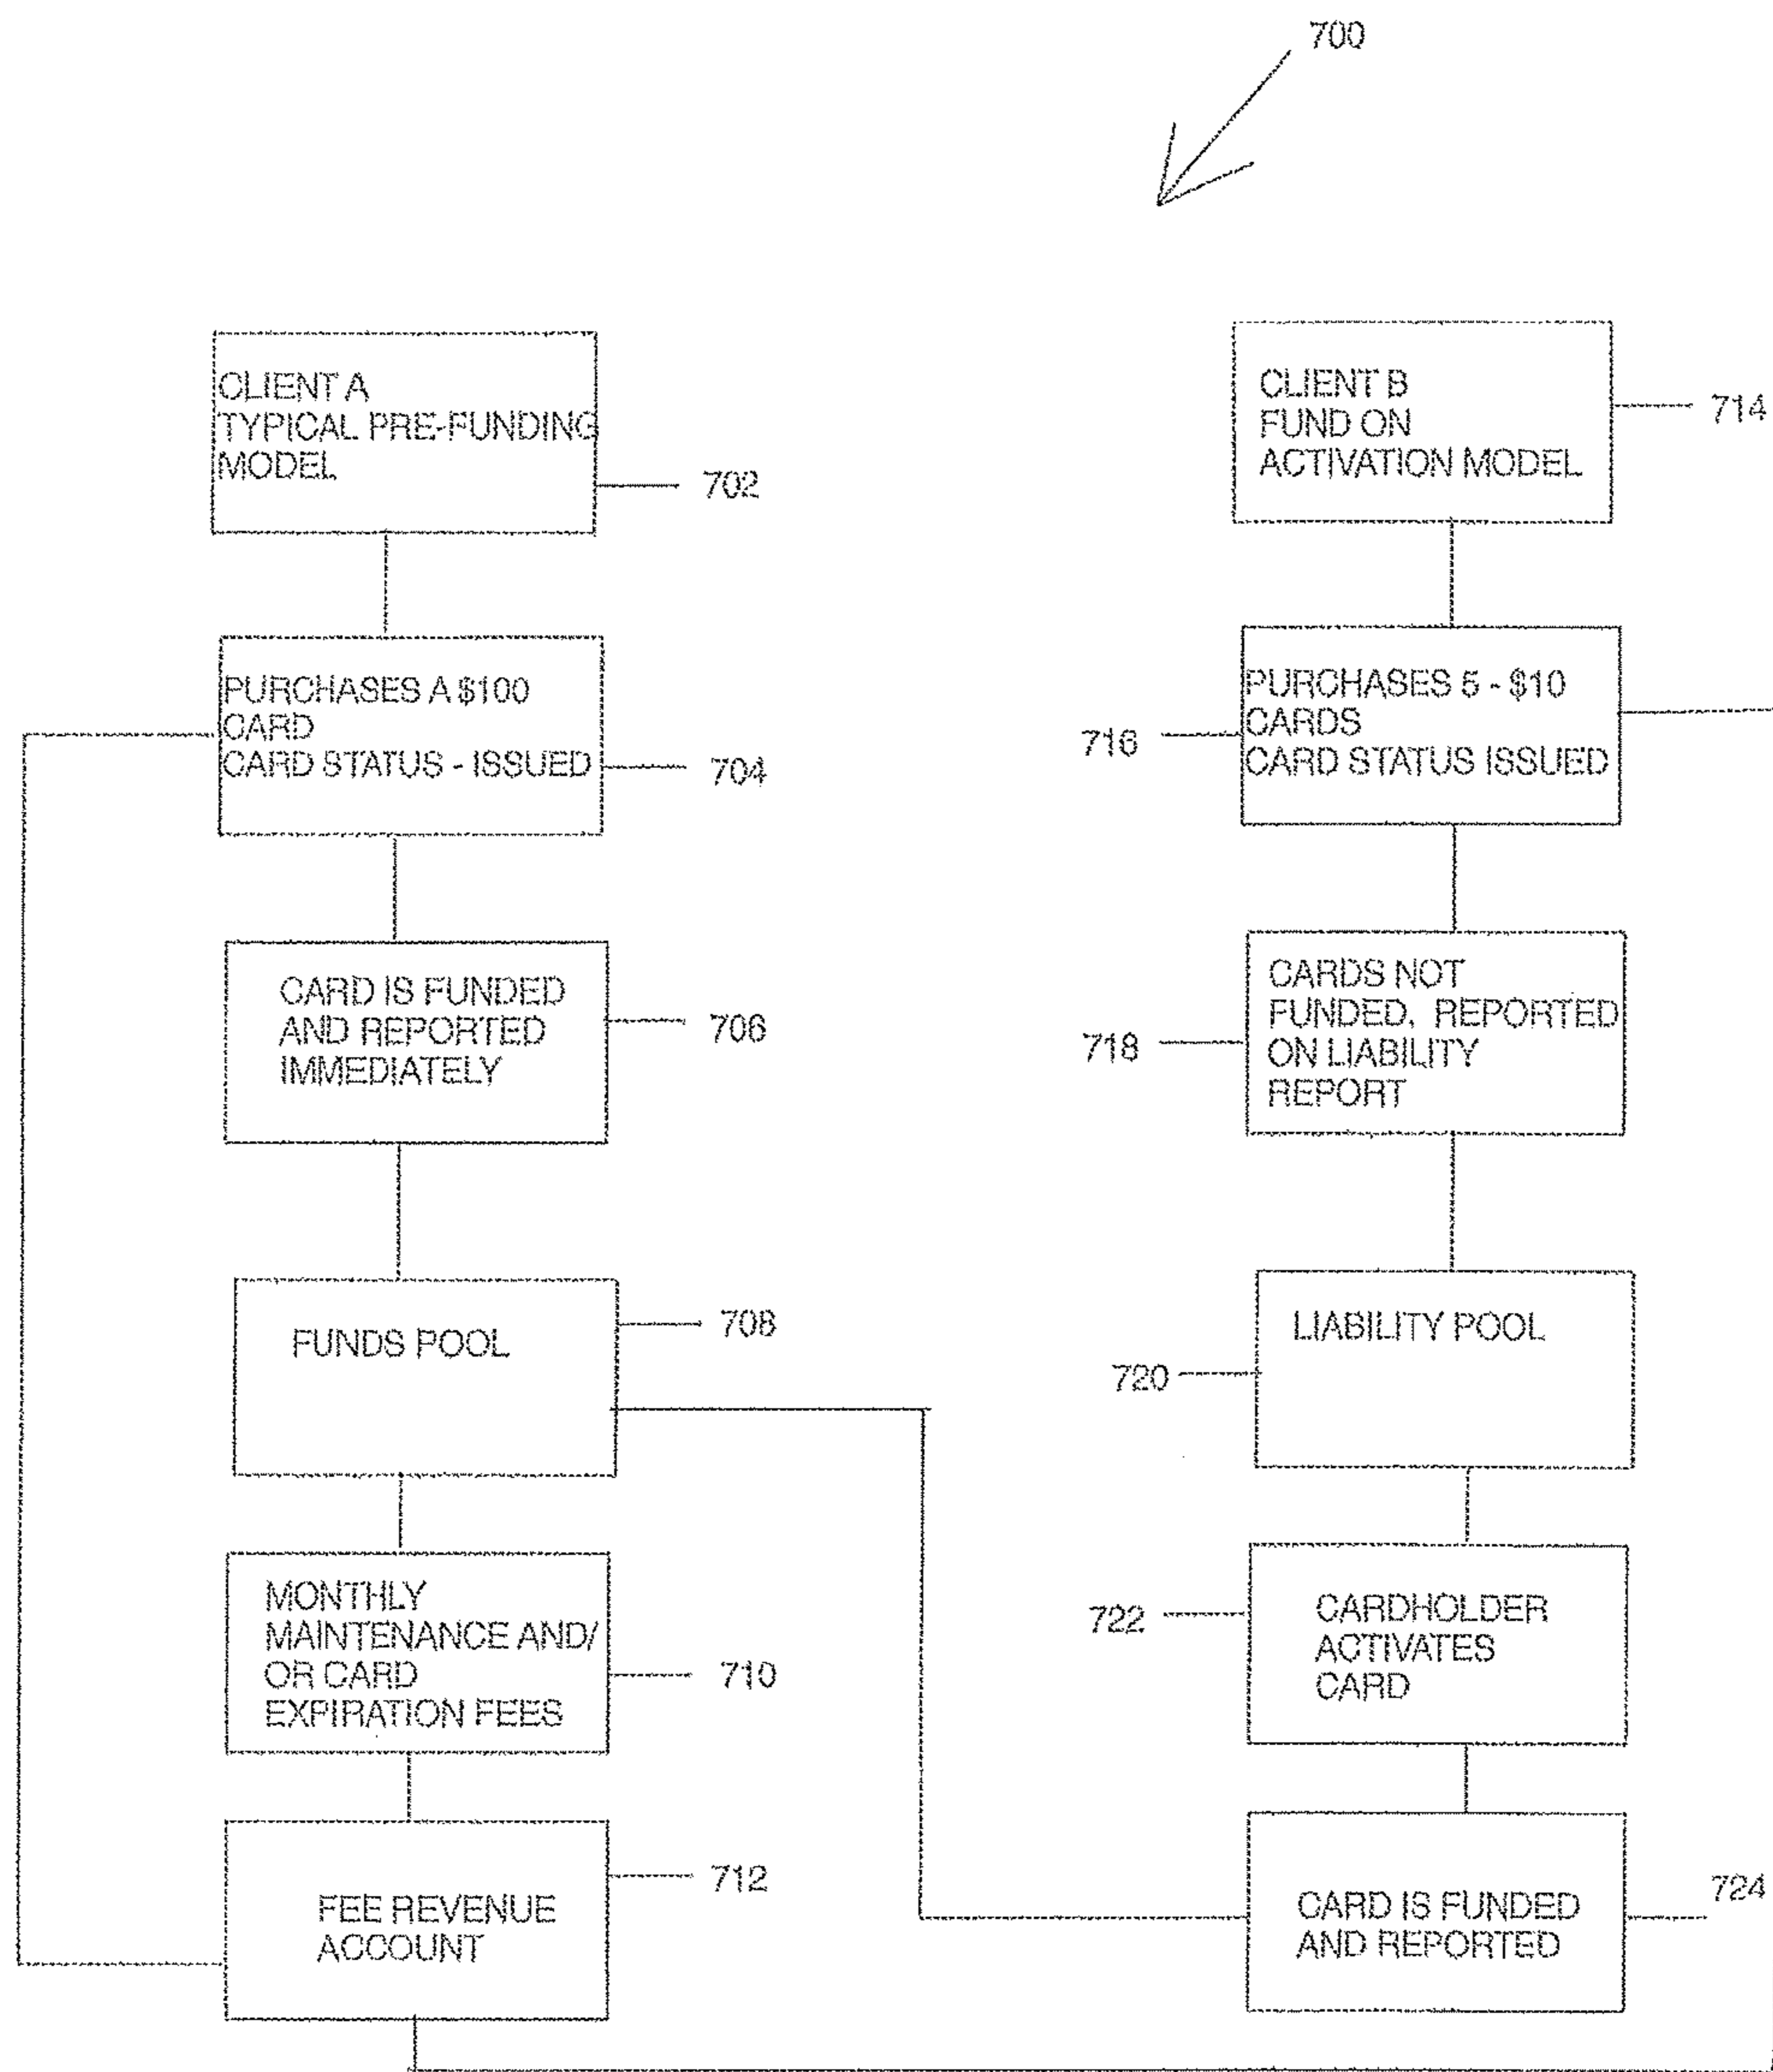 700
CLIENT A
TYPICAL PRE-FUNDING
MODEL
702
PURCHASES A $100
CARD
CARD STATUS - ISSUED
704
CARD IS FUNDED
AND REPORTED
IMMEDIATELY
706
FUNDS POOL
708
MONTHLY
MAINTENANCE AND/
OR CARD
EXPIRATION FEES
710
FEE REVENUE
ACCOUNT
712
CLIENT B
FUND ON
ACTIVATION MODEL
714
PURCHASES 5 - $10
CARDS
CARD STATUS ISSUED
716
CARDS NOT
FUNDED, REPORTED
ON LIABILITY
REPORT
718
LIABILITY POOL
720
CARDHOLDER
ACTIVATES
CARD
722
CARD IS FUNDED
AND REPORTED
724